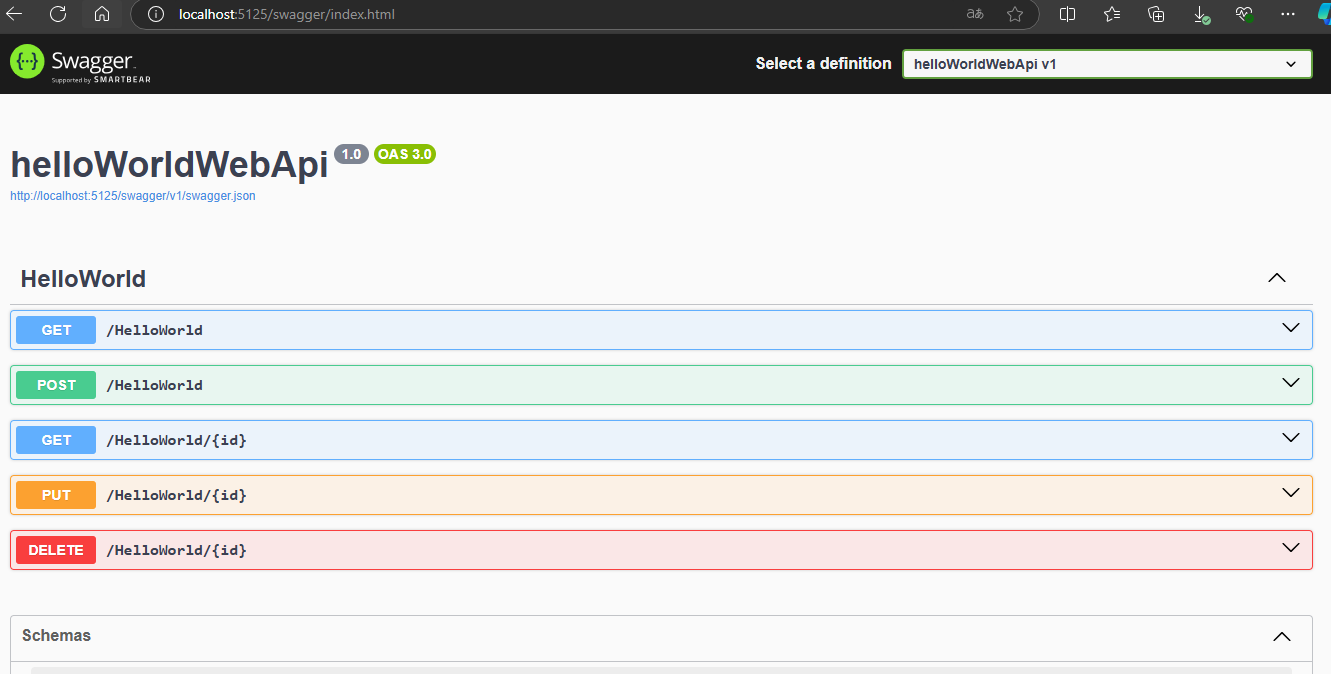 localhost:5125/swagger/index.html
aあ
Swagger
Supported by SMARTBEAR
Select a definition
helloWorldWebApi v1
helloWorldWebApi 1.0 OAS 3.0
http://localhost:5125/swagger/v1/swagger.json
HelloWorld
GET /HelloWorld
POST /HelloWorld
GET /HelloWorld/{id}
PUT /HelloWorld/{id}
DELETE /HelloWorld/{id}
Schemas